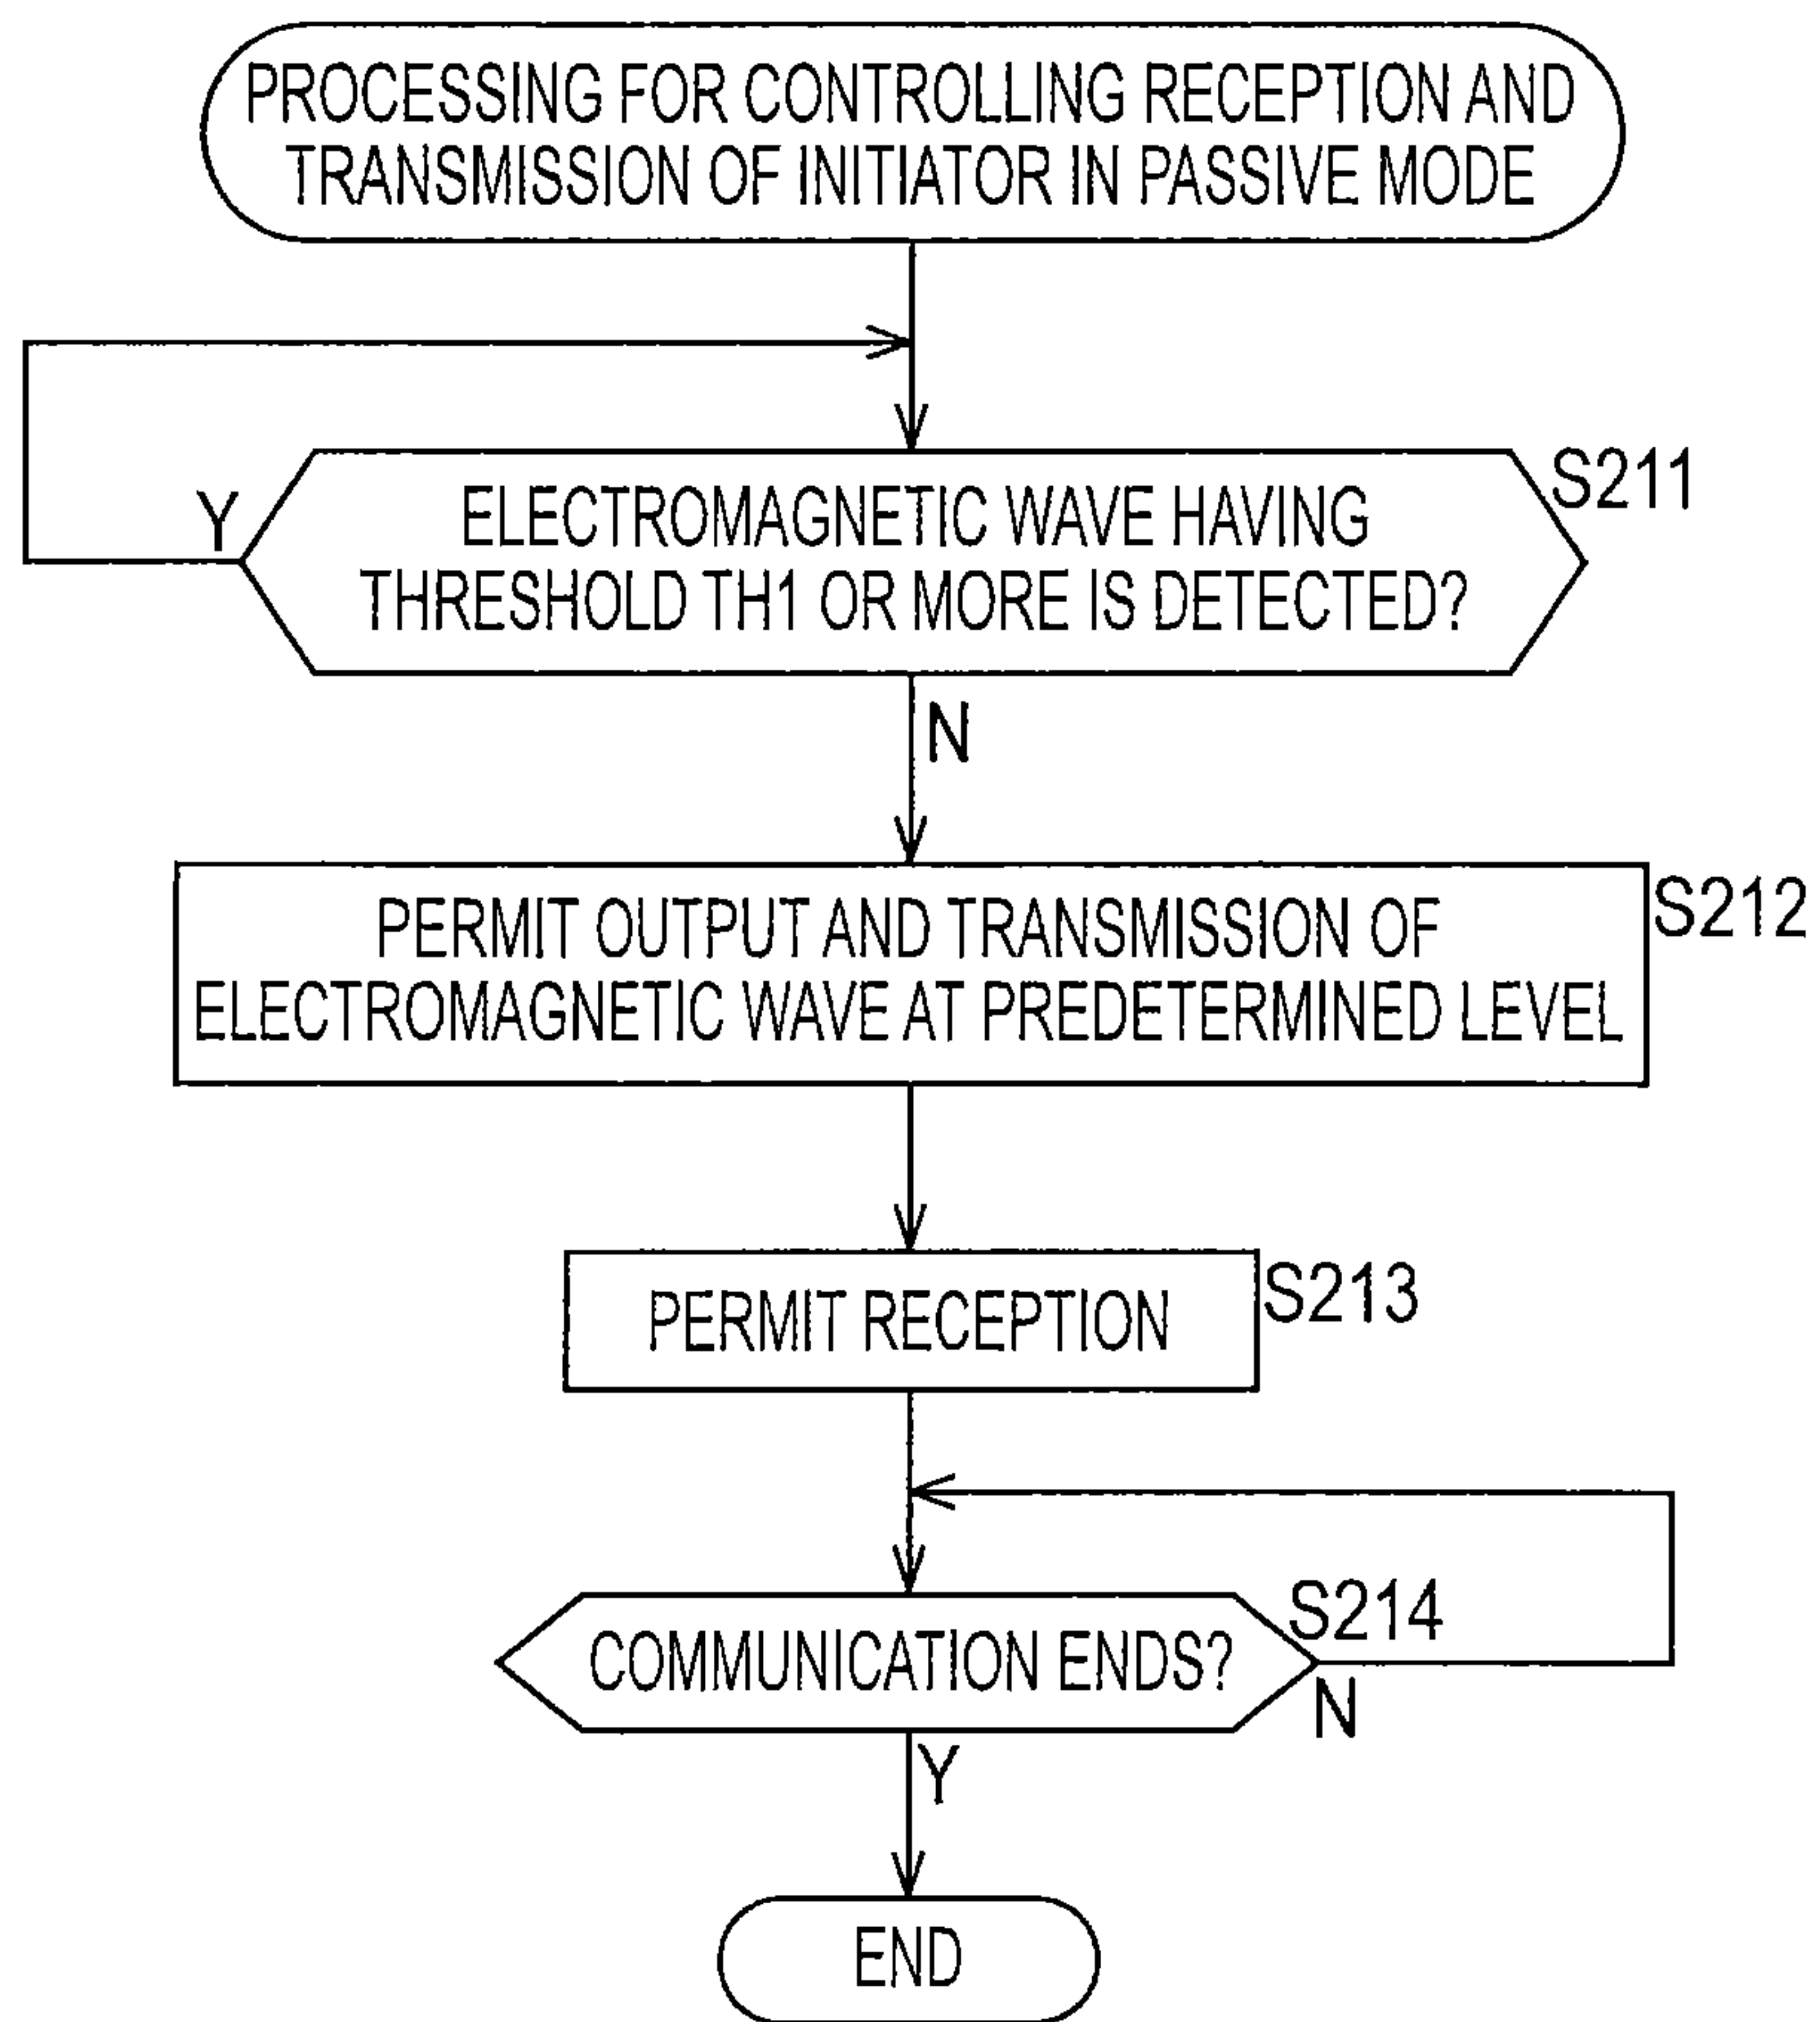 PROCESSING FOR CONTROLLING RECEPTION AND
TRANSMISSION OF INITIATOR IN PASSIVE MODE
S211
Y
ELECTROMAGNETIC WAVE HAVING
THRESHOLD TH1 OR MORE IS DETECTED?
N
S212
PERMIT OUTPUT AND TRANSMISSION OF
ELECTROMAGNETIC WAVE AT PREDETERMINED LEVEL
S213
PERMIT RECEPTION
S214
COMMUNICATION ENDS?
N
Y
END